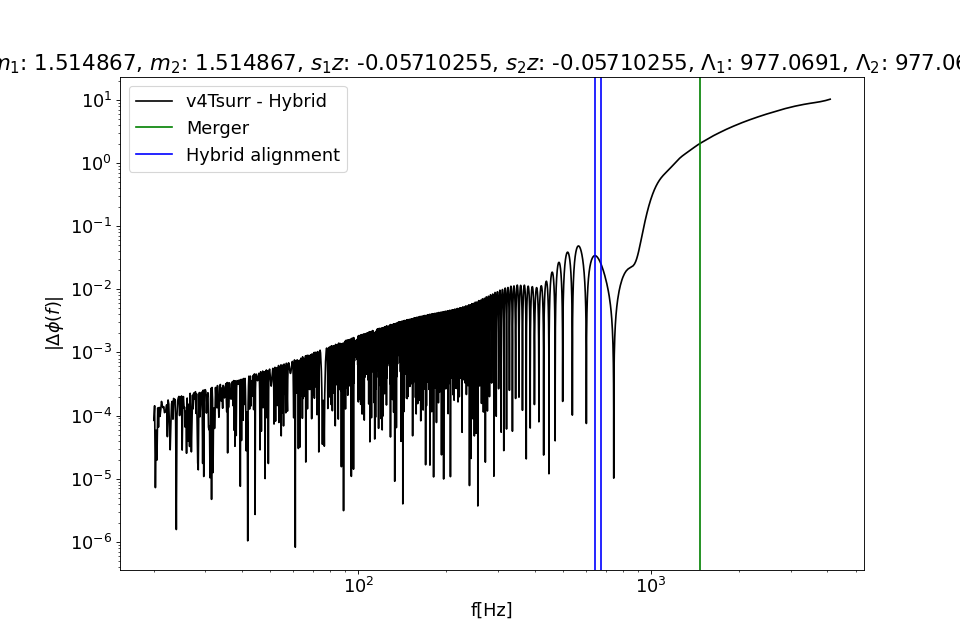 m₁: 1.514867, m₂: 1.514867, s₁z: -0.05710255, s₂z: -0.05710255, Λ₁: 977.0691, Λ₂: 977.06
v4Tsurr - Hybrid
Merger
Hybrid alignment
|Δϕ(f)|
10¹
10⁰
10⁻¹
10⁻²
10⁻³
10⁻⁴
10⁻⁵
10⁻⁶
10²
10³
f[Hz]